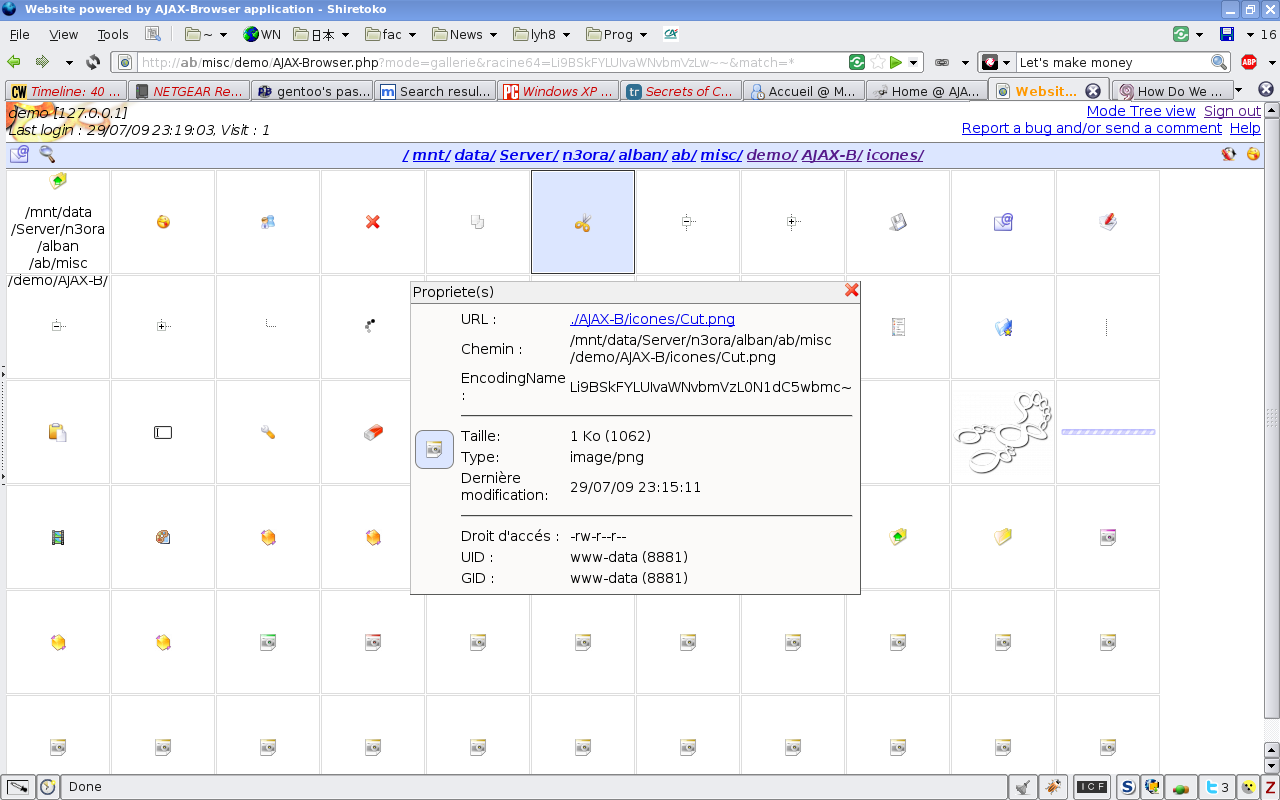 Website powered by AJAX-Browser application - Shiretoko
File View Tools ~ WN 日本 fac News lyh8 Prog 16
http://ab/misc/demo/AJAX-Browser.php?mode=gallerie&racine64=Li9BSkFYLUIvaWNvbmVzLw~~&match=* Let's make money ABP
CW Timeline: 40 ... NETGEAR Re... gentoo's pas... m Search resul... PC Windows XP ... tr Secrets of C... Accueil @ M... Home @ AJA... Websit... How Do We ...
demo [127.0.0.1] Mode Tree view Sign out
Last login : 29/07/09 23:19:03, Visit : 1 Report a bug and/or send a comment Help
/ mnt/ data/ Server/ n3ora/ alban/ ab/ misc/ demo/ AJAX-B/ icones/
/mnt/data
/Server/n3ora
/alban
/ab/misc
/demo/AJAX-B/
Propriete(s)
URL : ./AJAX-B/icones/Cut.png
Chemin : /mnt/data/Server/n3ora/alban/ab/misc
/demo/AJAX-B/icones/Cut.png
EncodingName
: Li9BSkFYLUIvaWNvbmVzL0N1dC5wbmc~
Taille: 1 Ko (1062)
Type: image/png
Dernière
modification: 29/07/09 23:15:11
Droit d'accés : -rw-r--r--
UID : www-data (8881)
GID : www-data (8881)
Done ICF S 3 Z